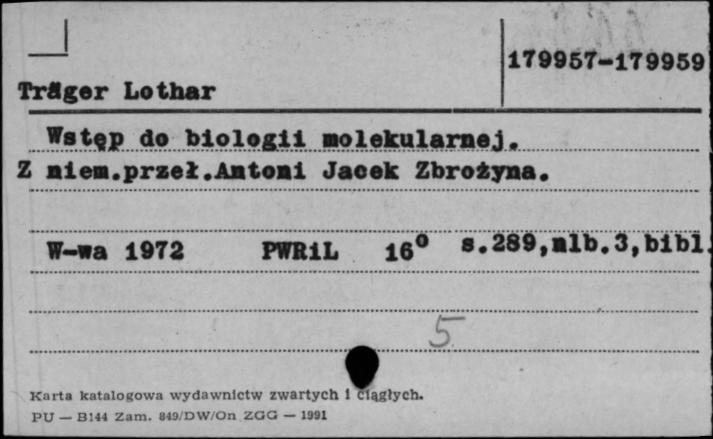 179957-179959
Träger Lothar
Wstęp do biologii molekularnej.
Z niem.przeł.Antoni Jacek Zbrożyna.
W-wa 1972 PWRiL 16⁰ s.289,nlb.3,bibl.
5
Karta katalogowa wydawnictw zwartych i ciągłych.
PU — B144 Zam. 849/DW/On ZGG — 1991